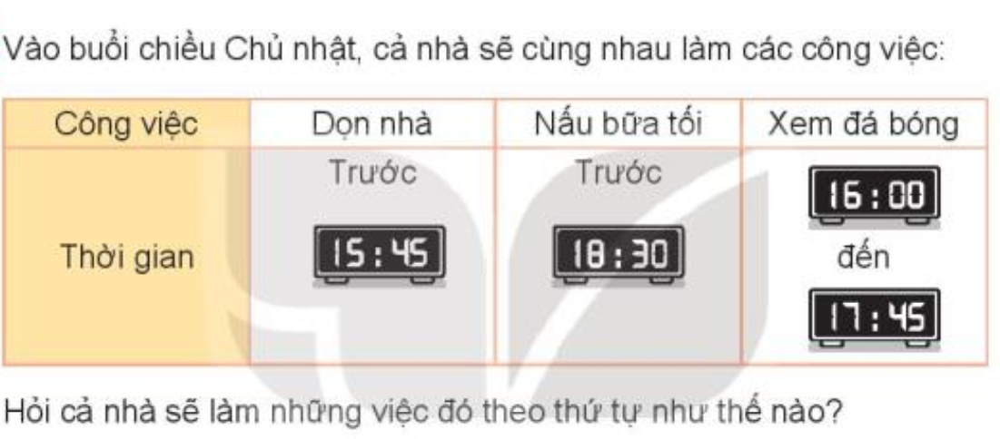 Vào buổi chiều Chủ nhật, cả nhà sẽ cùng nhau làm các công việc:
Công việc Dọn nhà Nấu bữa tối Xem đá bóng
Thời gian
Trước
15:45
Trước
18:30
16:00
đến
17:45
Hỏi cả nhà sẽ làm những việc đó theo thứ tự như thế nào?